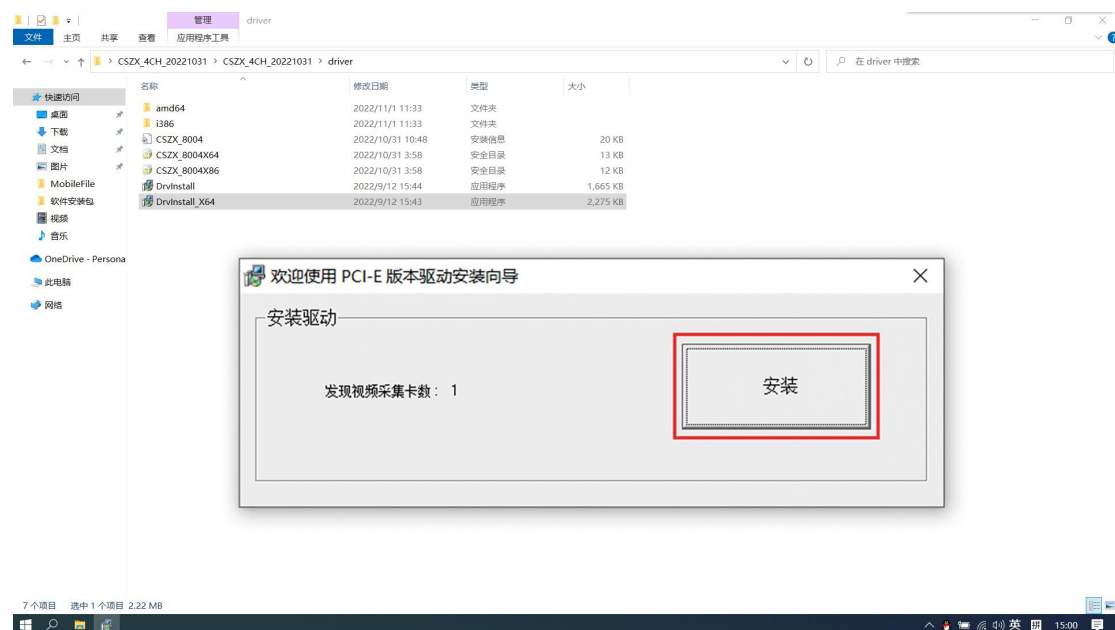 管理 driver
文件 主页 共享 查看 应用程序工具
CSZX_4CH_20221031 > CSZX_4CH_20221031 > driver
在 driver 中搜索
名称 修改日期 类型 大小
快速访问
桌面
下载
文档
图片
MobileFile
软件安装包
视频
音乐
OneDrive - Persona
此电脑
网络
amd64 2022/11/1 11:33 文件夹
i386 2022/11/1 11:33 文件夹
CSZX_8004 2022/10/31 10:48 安装信息 20 KB
CSZX_8004X64 2022/10/31 3:58 安全目录 13 KB
CSZX_8004X86 2022/10/31 3:58 安全目录 12 KB
DrvInstall 2022/9/12 15:44 应用程序 1,665 KB
DrvInstall_X64 2022/9/12 15:43 应用程序 2,275 KB
欢迎使用 PCI-E 版本驱动安装向导
安装驱动
发现视频采集卡数： 1
安装
7 个项目 选中 1 个项目 2.22 MB
英 拼 15:00